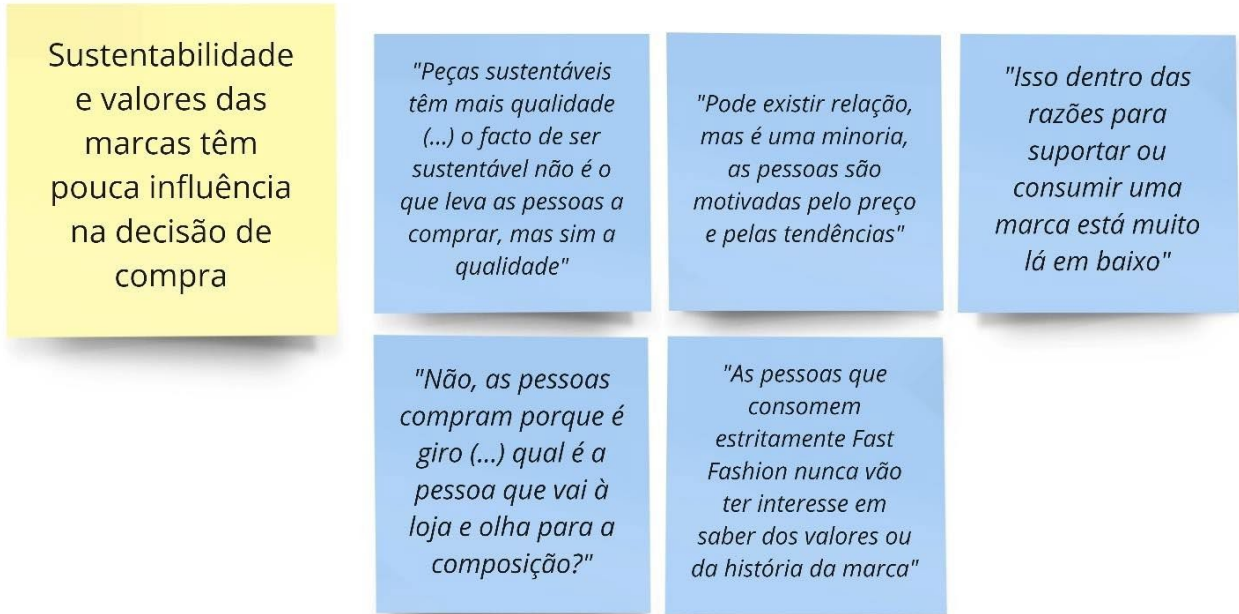 Sustentabilidade
e valores das
marcas têm
pouca influência
na decisão de
compra
"Peças sustentáveis
têm mais qualidade
(...) o facto de ser
sustentável não é o
que leva as pessoas a
comprar, mas sim a
qualidade"
"Pode existir relação,
mas é uma minoria,
as pessoas são
motivadas pelo preço
e pelas tendências"
"Isso dentro das
razões para
suportar ou
consumir uma
marca está muito
lá em baixo"
"Não, as pessoas
compram porque é
giro (...) qual é a
pessoa que vai à
loja e olha para a
composição?"
"As pessoas que
consomem
estritamente Fast
Fashion nunca vão
ter interesse em
saber dos valores ou
da história da marca"